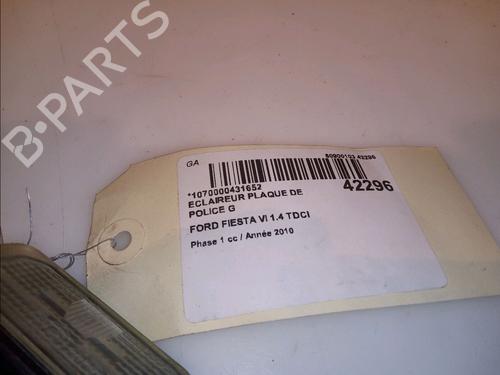 B-PARTS
GA
80900103 42296
*1070000431652
42296
ECLAIREUR PLAQUE DE
POLICE G
FORD FIESTA VI 1.4 TDCI
Phase 1 cc / Année 2010